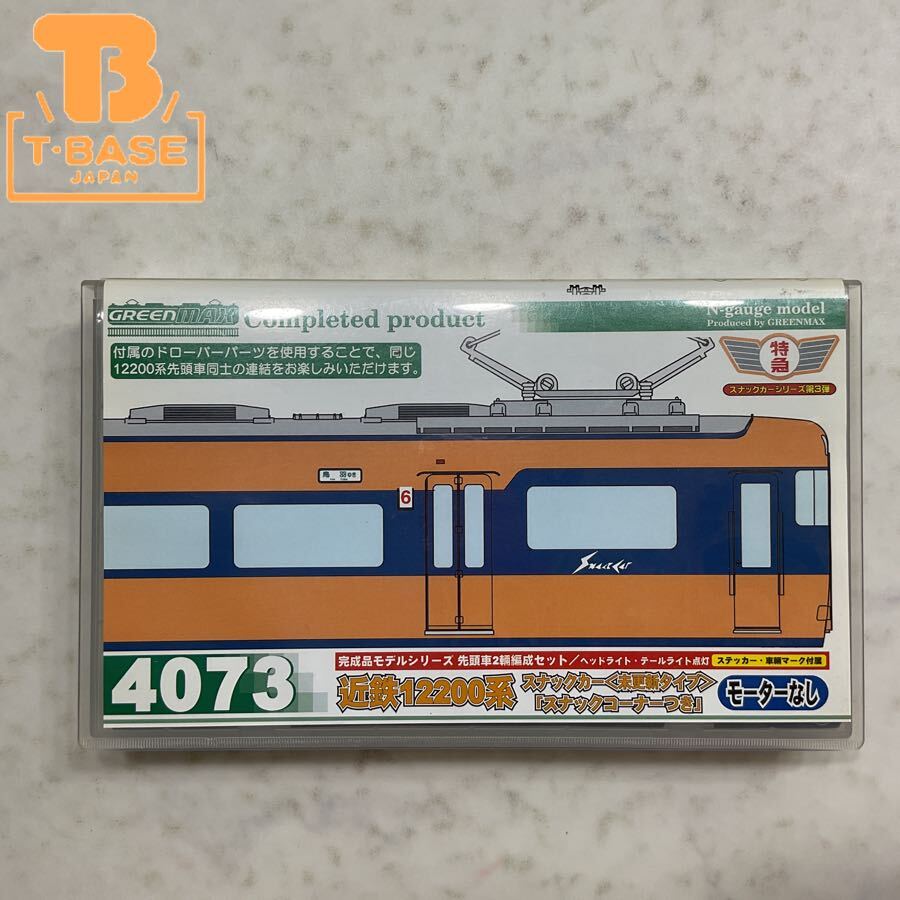 B
T・BASE
JAPAN
GREENMAX Completed product
N-gauge model
Produced by GREENMAX
付属のドローバーパーツを使用することで、同じ
12200系先頭車同士の連結をお楽しみいただけます。
特急
スナックカーシリーズ第3弾
鳥羽ゆき
6
Snack Car
4073
完成品モデルシリーズ 先頭車2輛編成セット/ヘッドライト・テールライト点灯
ステッカー・車輛マーク付属
近鉄12200系
スナックカー<未更新タイプ>
「スナックコーナーつき」
モーターなし